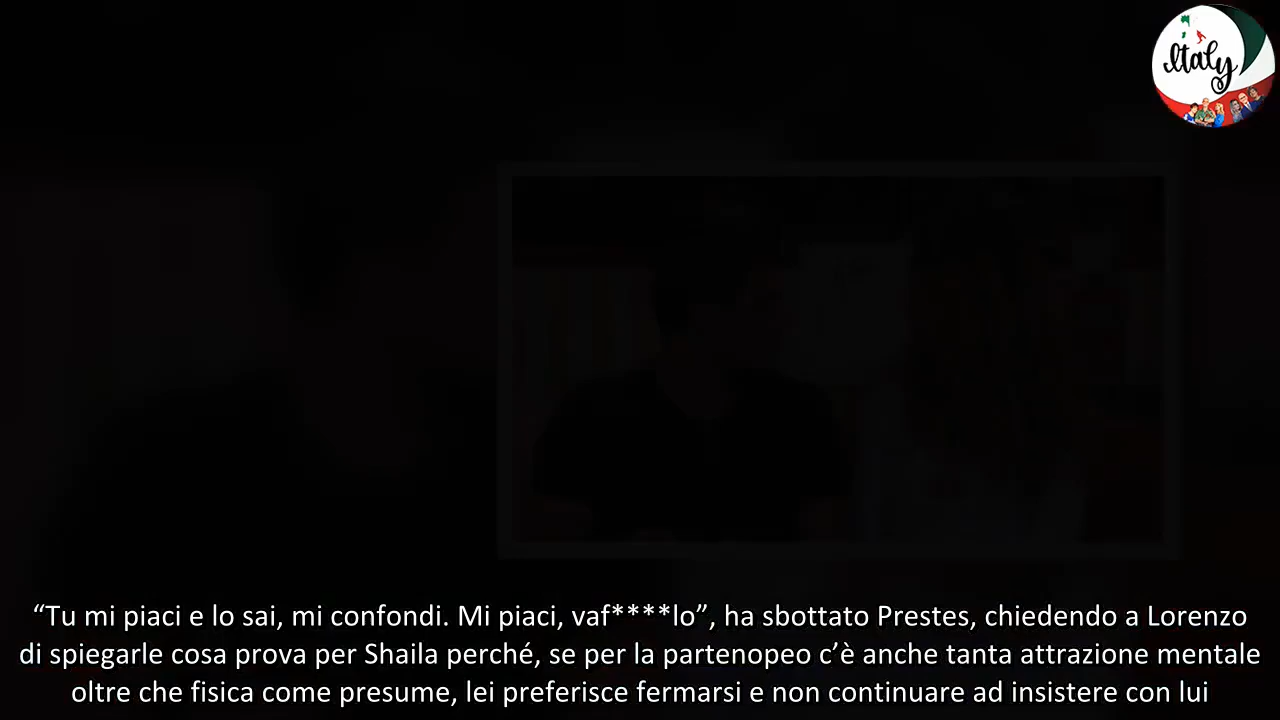 Italy
“Tu mi piaci e lo sai, mi confondi. Mi piaci, vaf****lo”, ha sbottato Prestes, chiedendo a Lorenzo
di spiegarle cosa prova per Shaila perché, se per la partenopeo c’è anche tanta attrazione mentale
oltre che fisica come presume, lei preferisce fermarsi e non continuare ad insistere con lui